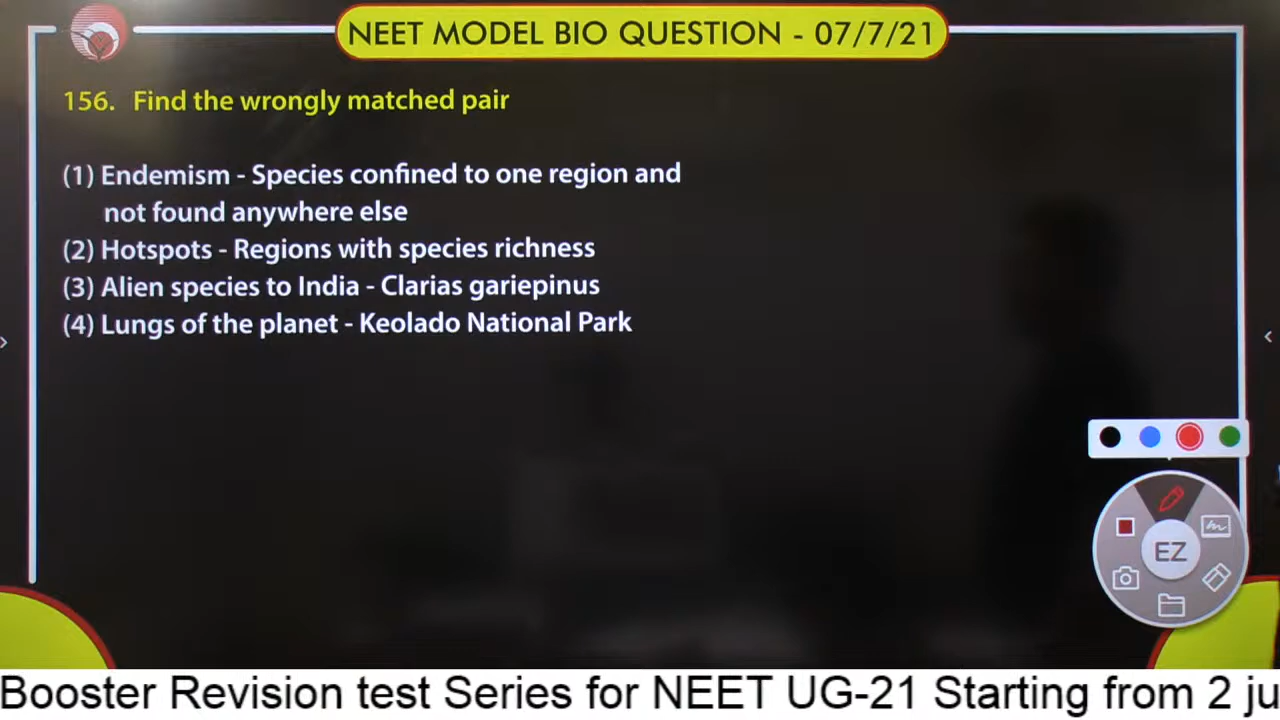 NEET MODEL BIO QUESTION - 07/7/21
156. Find the wrongly matched pair
(1) Endemism - Species confined to one region and
not found anywhere else
(2) Hotspots - Regions with species richness
(3) Alien species to India - Clarias gariepinus
(4) Lungs of the planet - Keolado National Park
EZ
Booster Revision test Series for NEET UG-21 Starting from 2 ju